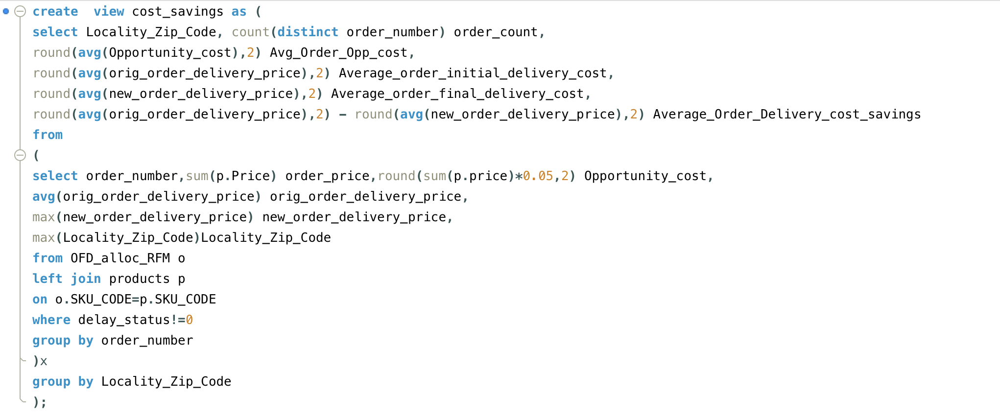 create  view cost_savings as (
select Locality_Zip_Code, count(distinct order_number) order_count,
round(avg(Opportunity_cost),2) Avg_Order_Opp_cost,
round(avg(orig_order_delivery_price),2) Average_order_initial_delivery_cost,
round(avg(new_order_delivery_price),2) Average_order_final_delivery_cost,
round(avg(orig_order_delivery_price),2) - round(avg(new_order_delivery_price),2) Average_Order_Delivery_cost_savings
from
(
select order_number,sum(p.Price) order_price,round(sum(p.price)*0.05,2) Opportunity_cost,
avg(orig_order_delivery_price) orig_order_delivery_price,
max(new_order_delivery_price) new_order_delivery_price,
max(Locality_Zip_Code)Locality_Zip_Code
from OFD_alloc_RFM o
left join products p
on o.SKU_CODE=p.SKU_CODE
where delay_status!=0
group by order_number
)x
group by Locality_Zip_Code
);